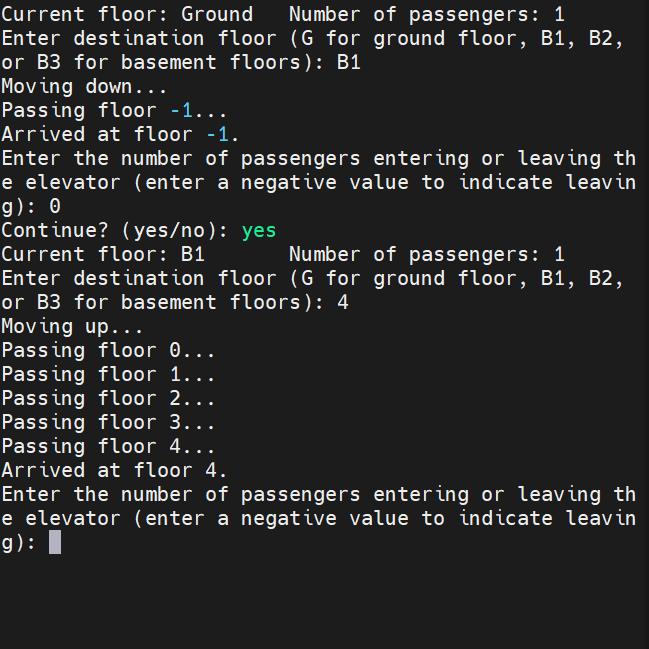 Current floor: Ground   Number of passengers: 1
Enter destination floor (G for ground floor, B1, B2,
or B3 for basement floors): B1
Moving down...
Passing floor -1...
Arrived at floor -1.
Enter the number of passengers entering or leaving th
e elevator (enter a negative value to indicate leavin
g): 0
Continue? (yes/no): yes
Current floor: B1       Number of passengers: 1
Enter destination floor (G for ground floor, B1, B2,
or B3 for basement floors): 4
Moving up...
Passing floor 0...
Passing floor 1...
Passing floor 2...
Passing floor 3...
Passing floor 4...
Arrived at floor 4.
Enter the number of passengers entering or leaving th
e elevator (enter a negative value to indicate leavin
g):